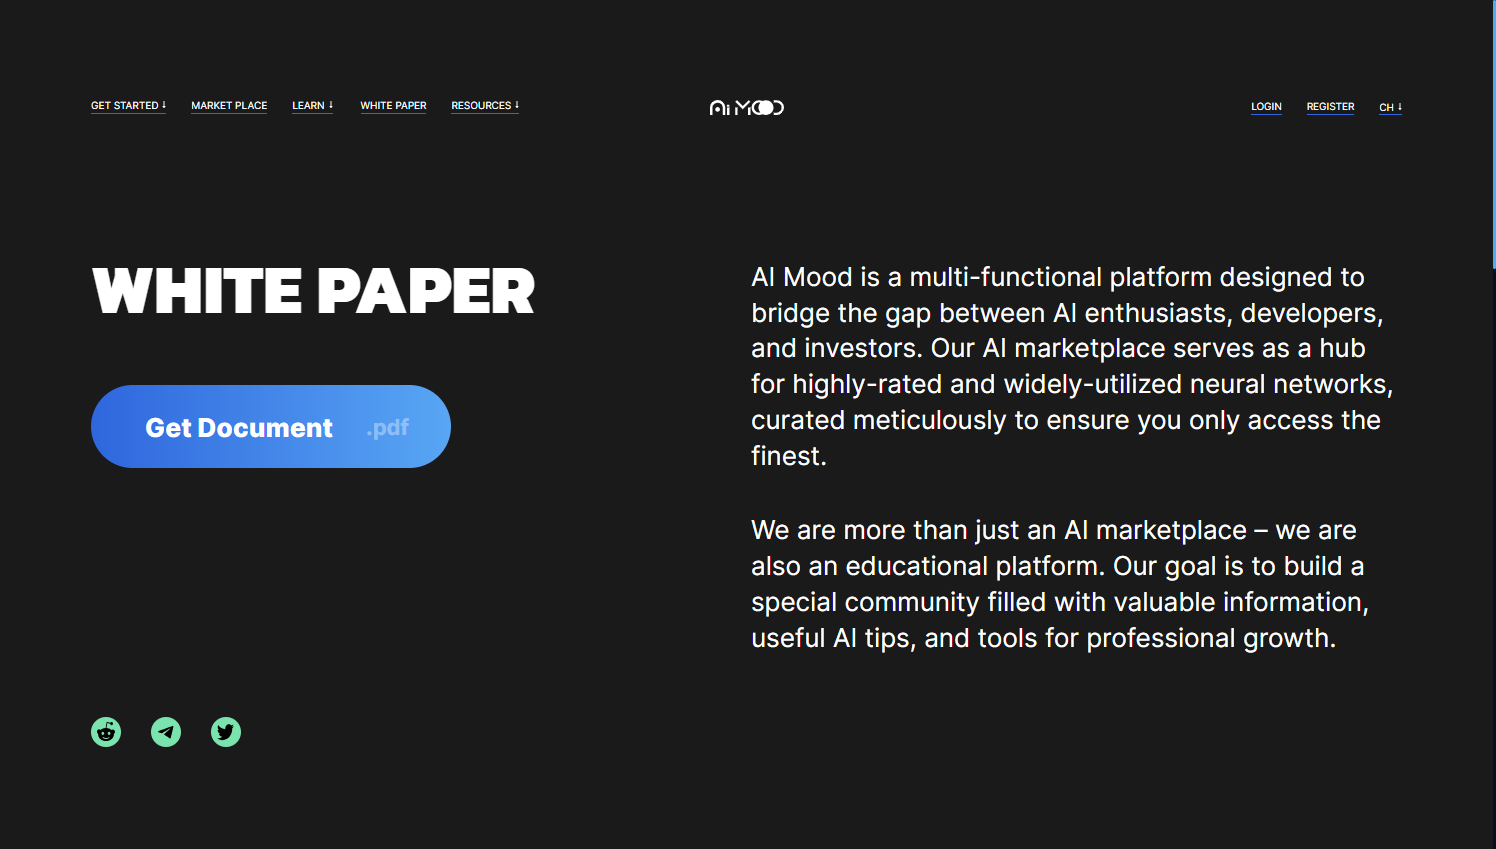 GET STARTED ↓
MARKET PLACE
LEARN ↓
WHITE PAPER
RESOURCES ↓
Ai MOOD
LOGIN
REGISTER
CH ↓
WHITE PAPER
Get Document .pdf
AI Mood is a multi-functional platform designed to
bridge the gap between AI enthusiasts, developers,
and investors. Our AI marketplace serves as a hub
for highly-rated and widely-utilized neural networks,
curated meticulously to ensure you only access the
finest.
We are more than just an AI marketplace – we are
also an educational platform. Our goal is to build a
special community filled with valuable information,
useful AI tips, and tools for professional growth.